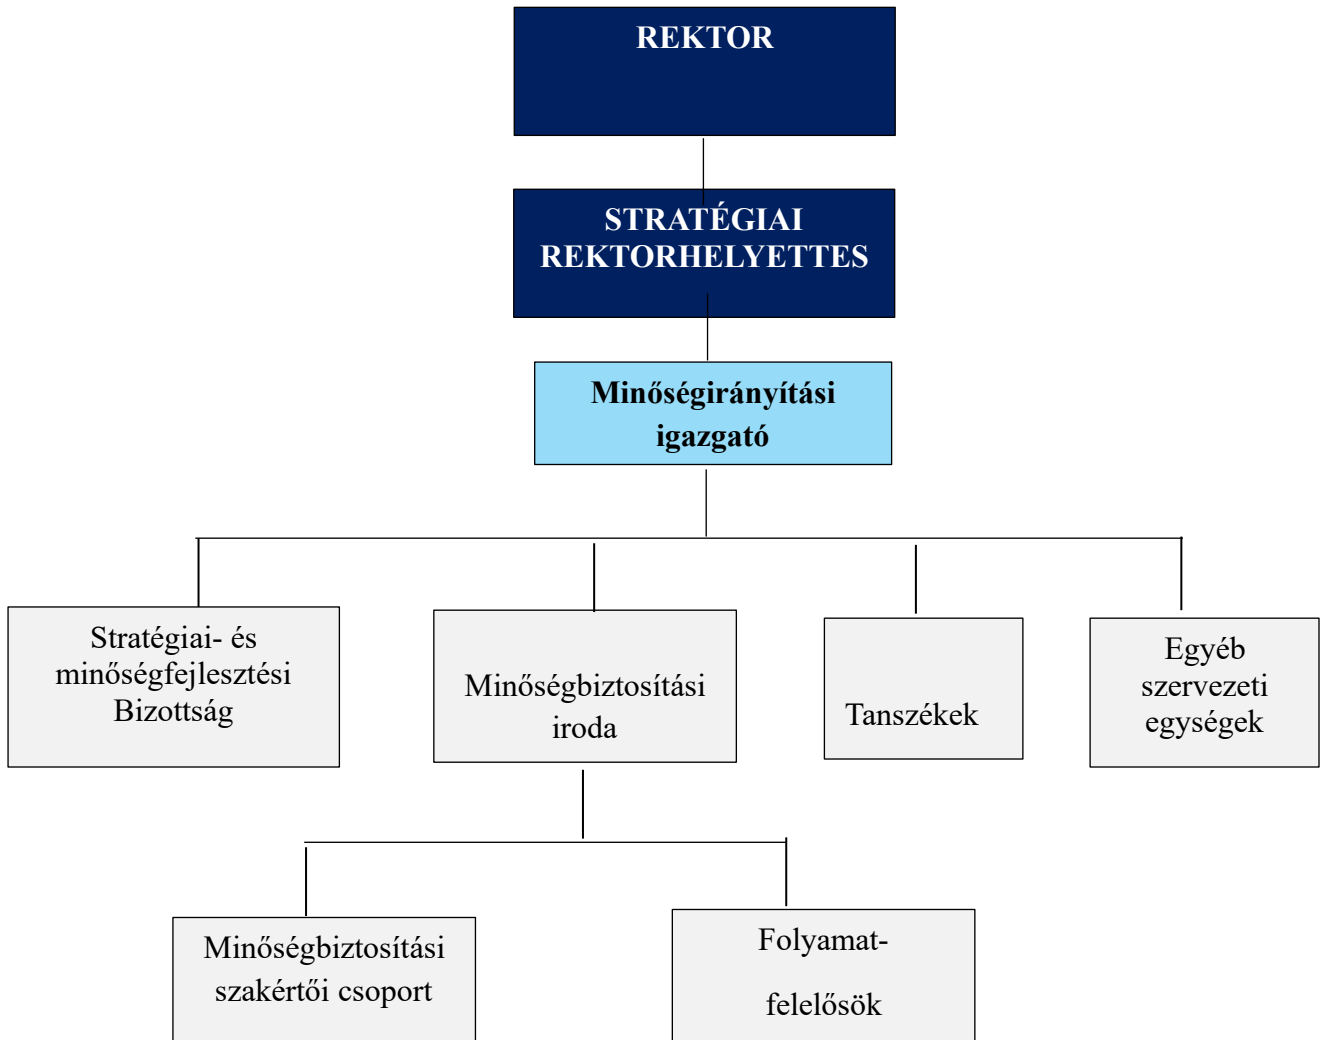 REKTOR
STRATÉGIAI
REKTORHELYETTES
Minőségirányítási
igazgató
Stratégiai- és
minőségfejlesztési
Bizottság
Minőségbiztosítási
iroda
Tanszékek
Egyéb
szervezeti
egységek
Minőségbiztosítási
szakértői csoport
Folyamat-
felelősök